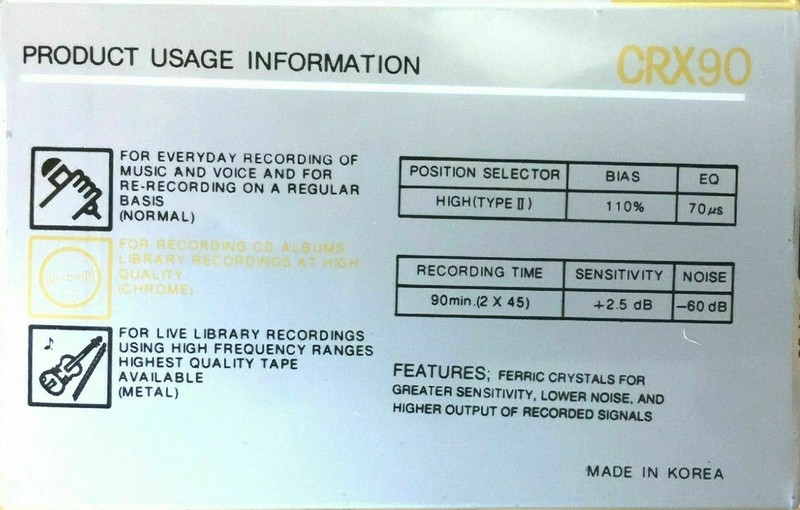 PRODUCT USAGE INFORMATION
CRX90
FOR EVERYDAY RECORDING OF
MUSIC AND VOICE AND FOR
RE-RECORDING ON A REGULAR
BASIS
(NORMAL)
FOR RECORDING CD ALBUMS
LIBRARY RECORDINGS AT HIGH
QUALITY
(CHROME)
FOR LIVE LIBRARY RECORDINGS
USING HIGH FREQUENCY RANGES
HIGHEST QUALITY TAPE
AVAILABLE
(METAL)
POSITION SELECTOR BIAS EQ
HIGH(TYPE II) 110% 70µs
RECORDING TIME SENSITIVITY NOISE
90min.(2 X 45) +2.5 dB −60 dB
FEATURES; FERRIC CRYSTALS FOR
GREATER SENSITIVITY, LOWER NOISE, AND
HIGHER OUTPUT OF RECORDED SIGNALS
MADE IN KOREA